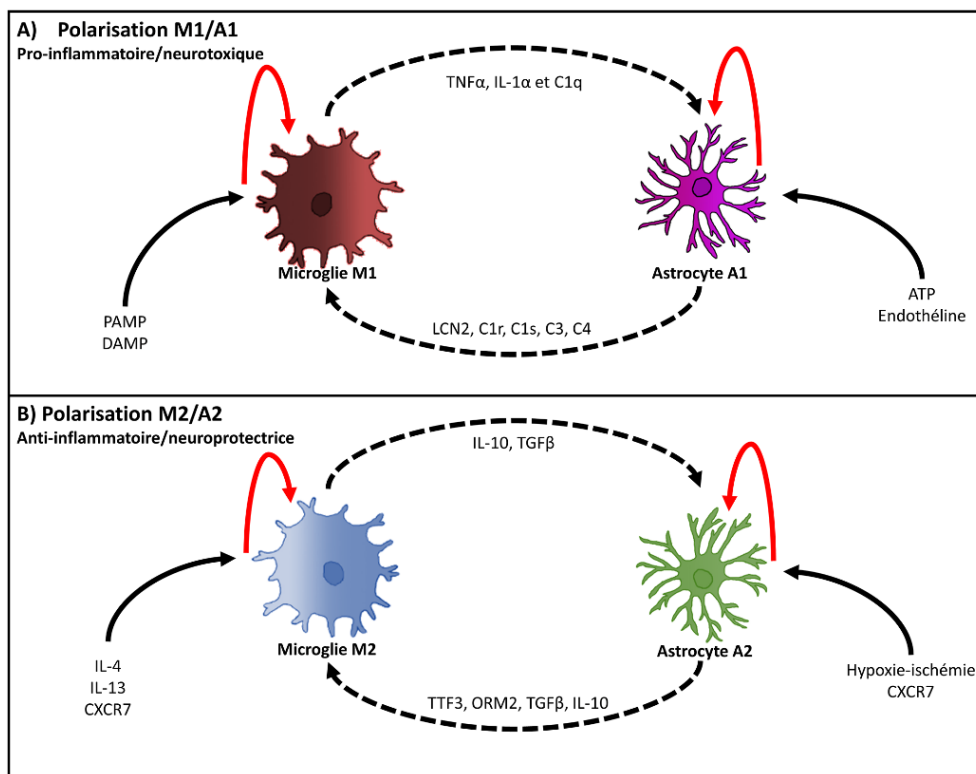 A) Polarisation M1/A1
Pro-inflammatoire/neurotoxique
TNFα, IL-1α et C1q
Microglie M1
Astrocyte A1
PAMP
DAMP
LCN2, C1r, C1s, C3, C4
ATP
Endothéline
B) Polarisation M2/A2
Anti-inflammatoire/neuroprotectrice
IL-10, TGFβ
Microglie M2
Astrocyte A2
IL-4
IL-13
CXCR7
TTF3, ORM2, TGFβ, IL-10
Hypoxie-ischémie
CXCR7